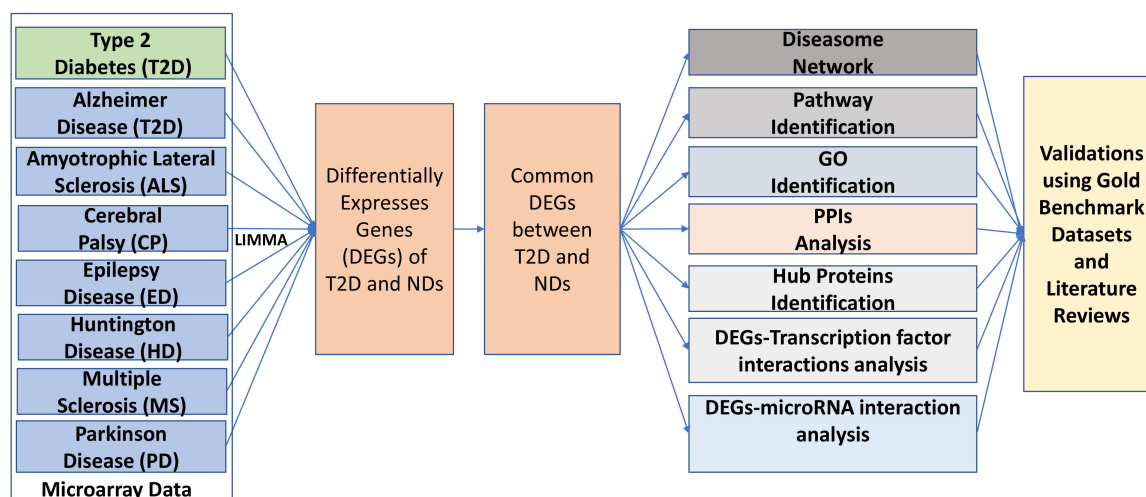 Type 2
Diabetes (T2D)
Alzheimer
Disease (T2D)
Amyotrophic Lateral
Sclerosis (ALS)
Cerebral
Palsy (CP)
Epilepsy
Disease (ED)
Huntington
Disease (HD)
Multiple
Sclerosis (MS)
Parkinson
Disease (PD)
Microarray Data
LIMMA
Differentially
Expresses
Genes
(DEGs) of
T2D and NDs
Common
DEGs
between
T2D and
NDs
Diseasome
Network
Pathway
Identification
GO
Identification
PPIs
Analysis
Hub Proteins
Identification
DEGs-Transcription factor
interactions analysis
DEGs-microRNA interaction
analysis
Validations
using Gold
Benchmark
Datasets
and
Literature
Reviews